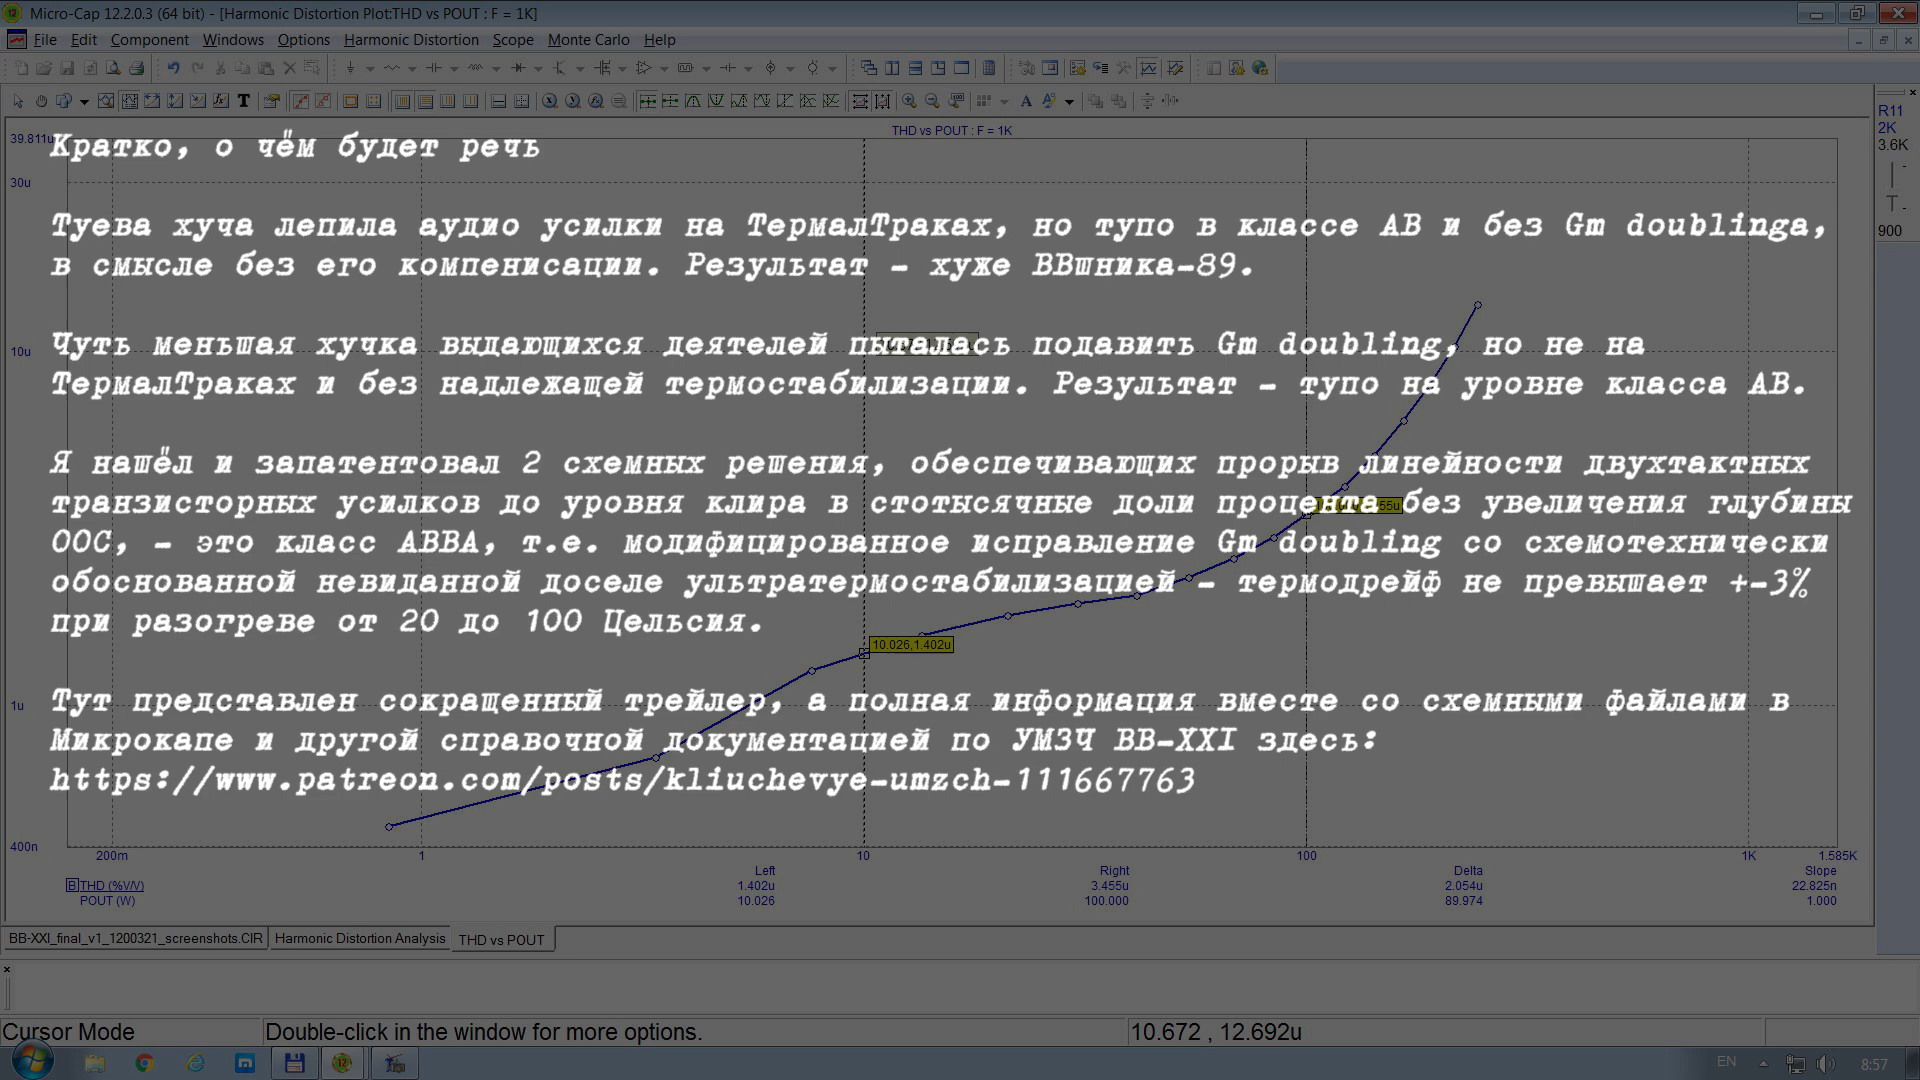 Micro-Cap 12.2.0.3 (64 bit) - [Harmonic Distortion Plot:THD vs POUT : F = 1K]
File Edit Component Windows Options Harmonic Distortion Scope Monte Carlo Help
THD vs POUT : F = 1K
R11
2K
3.6K
900
39.811u
30u
10u
1u
400n
Кратко, о чём будет речь
Туева хуча лепила аудио усилки на ТермалТраках, но тупо в классе АВ и без Gm doublinga,
в смысле без его компенисации. Результат - хуже ВВшника-89.
Чуть меньшая хучка выдающихся деятелей пыталась подавить Gm doubling, но не на
ТермалТраках и без надлежащей термостабилизации. Результат - тупо на уровне класса АВ.
Я нашёл и запатентовал 2 схемных решения, обеспечивающих прорыв линейности двухтактных
транзисторных усилков до уровня клира в стотысячные доли процента без увеличения глубины
ООС, - это класс АВВА, т.е. модифицированное исправление Gm doubling со схемотехнически
обоснованной невиданной доселе ультратермостабилизацией - термодрейф не превышает +-3%
при разогреве от 20 до 100 Цельсия.
10.026,1.402u
Тут представлен сокращенный трейлер, а полная информация вместе со схемными файлами в
Микрокапе и другой справочной документацией по УМЗЧ ВВ-XXI здесь:
https://www.patreon.com/posts/kliuchevye-umzch-111667763
200m 1 10 100 1K 1.585K
Left Right Delta Slope
B THD (%V/V) 1.402u 3.455u 2.054u 22.825n
POUT (W) 10.026 100.000 89.974 1.000
BB-XXI_final_v1_1200321_screenshots.CIR Harmonic Distortion Analysis THD vs POUT
Cursor Mode Double-click in the window for more options. 10.672 , 12.692u
EN 8:57